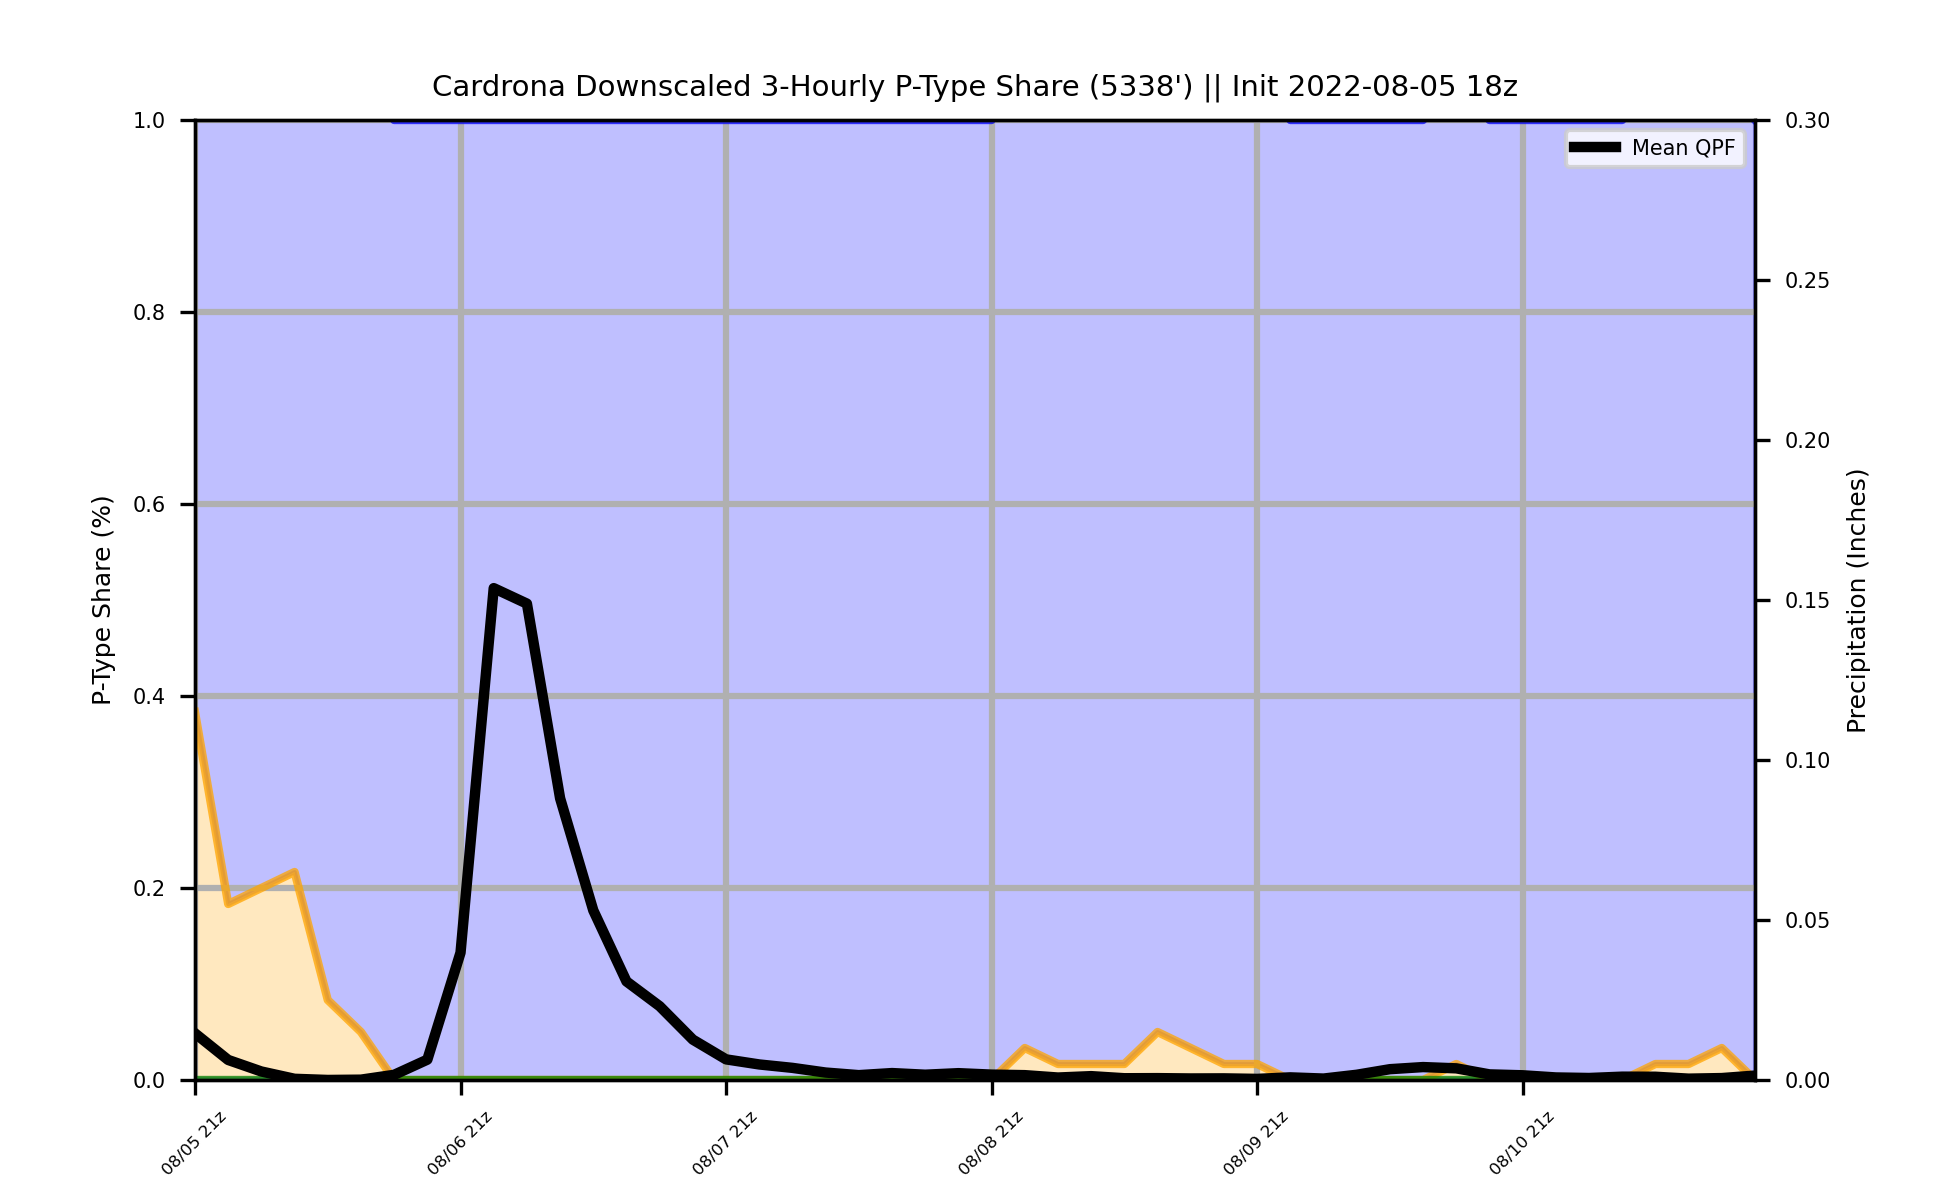 Cardrona Downscaled 3-Hourly P-Type Share (5338') || Init 2022-08-05 18z
Mean QPF
P-Type Share (%)
1.0
0.8
0.6
0.4
0.2
0.0
0.30
0.25
0.20
0.15
0.10
0.05
0.00
Precipitation (Inches)
08/05 21z
08/06 21z
08/07 21z
08/08 21z
08/09 21z
08/10 21z